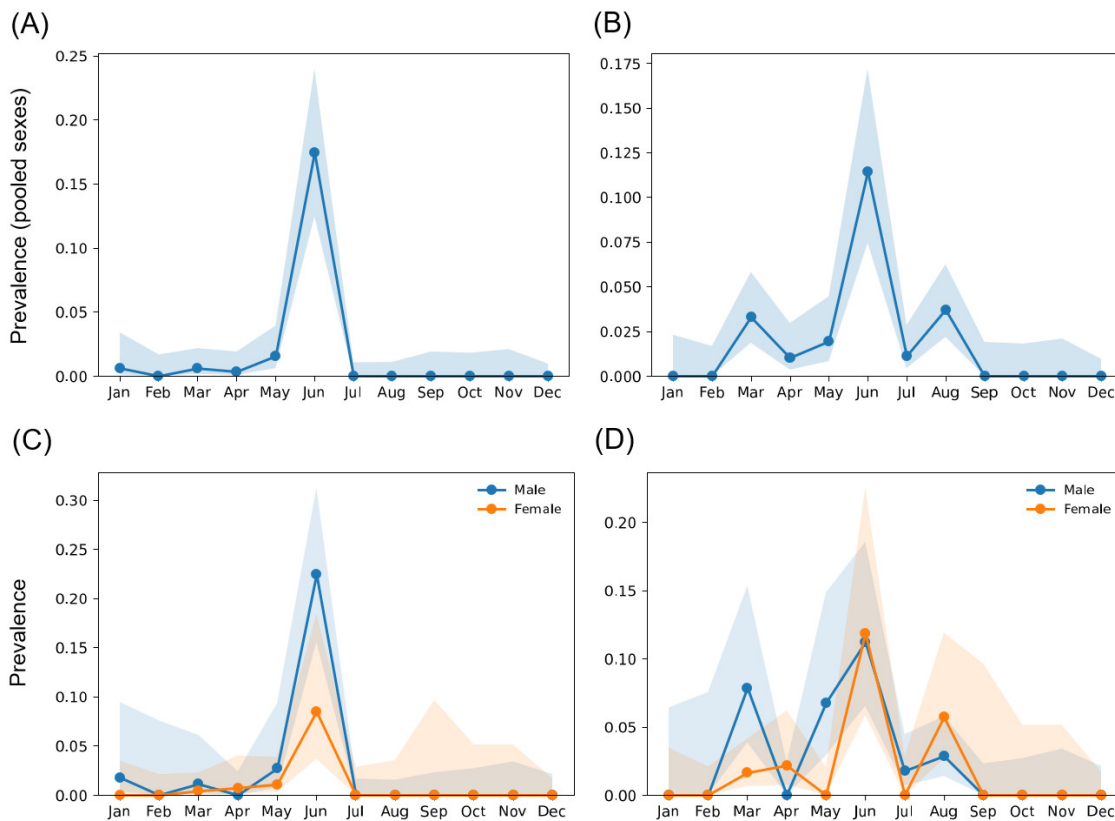 (A)
(B)
Prevalence (pooled sexes)
0.25
0.20
0.15
0.10
0.05
0.00
Jan Feb Mar Apr May Jun Jul Aug Sep Oct Nov Dec
0.175
0.150
0.125
0.100
0.075
0.050
0.025
0.000
Jan Feb Mar Apr May Jun Jul Aug Sep Oct Nov Dec
(C)
(D)
Prevalence
0.30
0.25
0.20
0.15
0.10
0.05
0.00
Male
Female
Jan Feb Mar Apr May Jun Jul Aug Sep Oct Nov Dec
0.20
0.15
0.10
0.05
0.00
Male
Female
Jan Feb Mar Apr May Jun Jul Aug Sep Oct Nov Dec